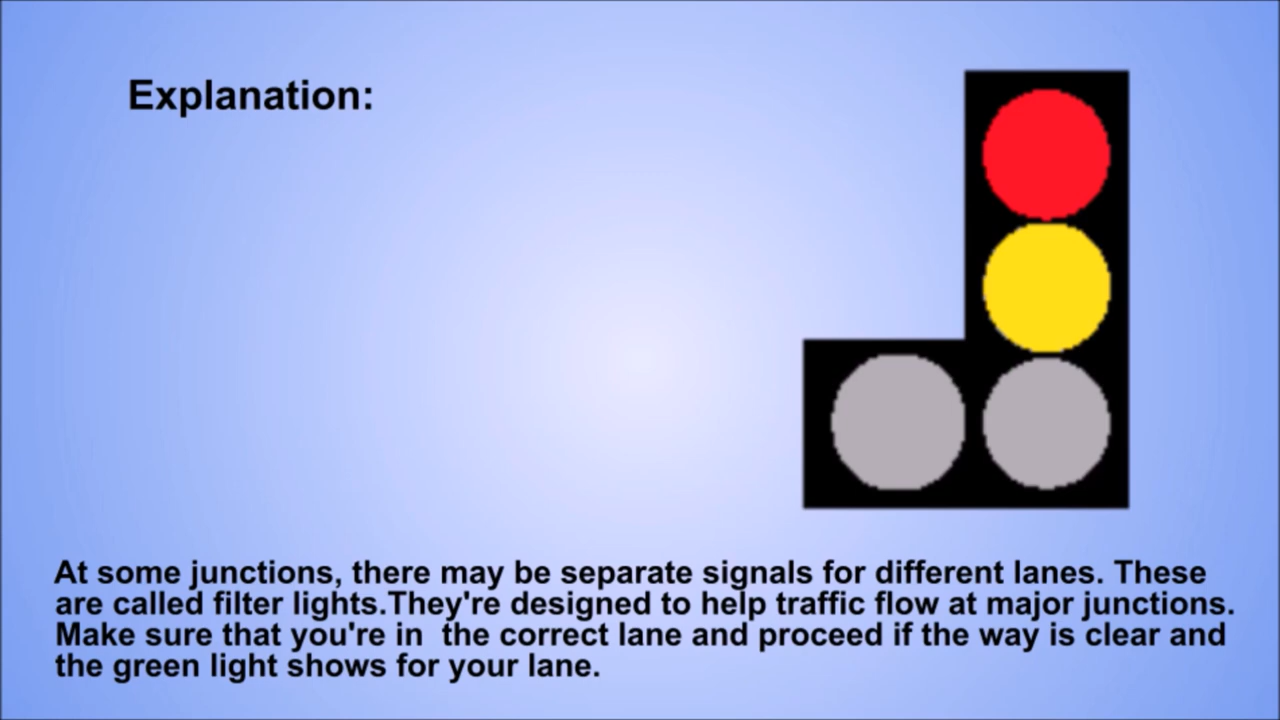 Explanation:
At some junctions, there may be separate signals for different lanes. These
are called filter lights.They're designed to help traffic flow at major junctions.
Make sure that you're in  the correct lane and proceed if the way is clear and
the green light shows for your lane.